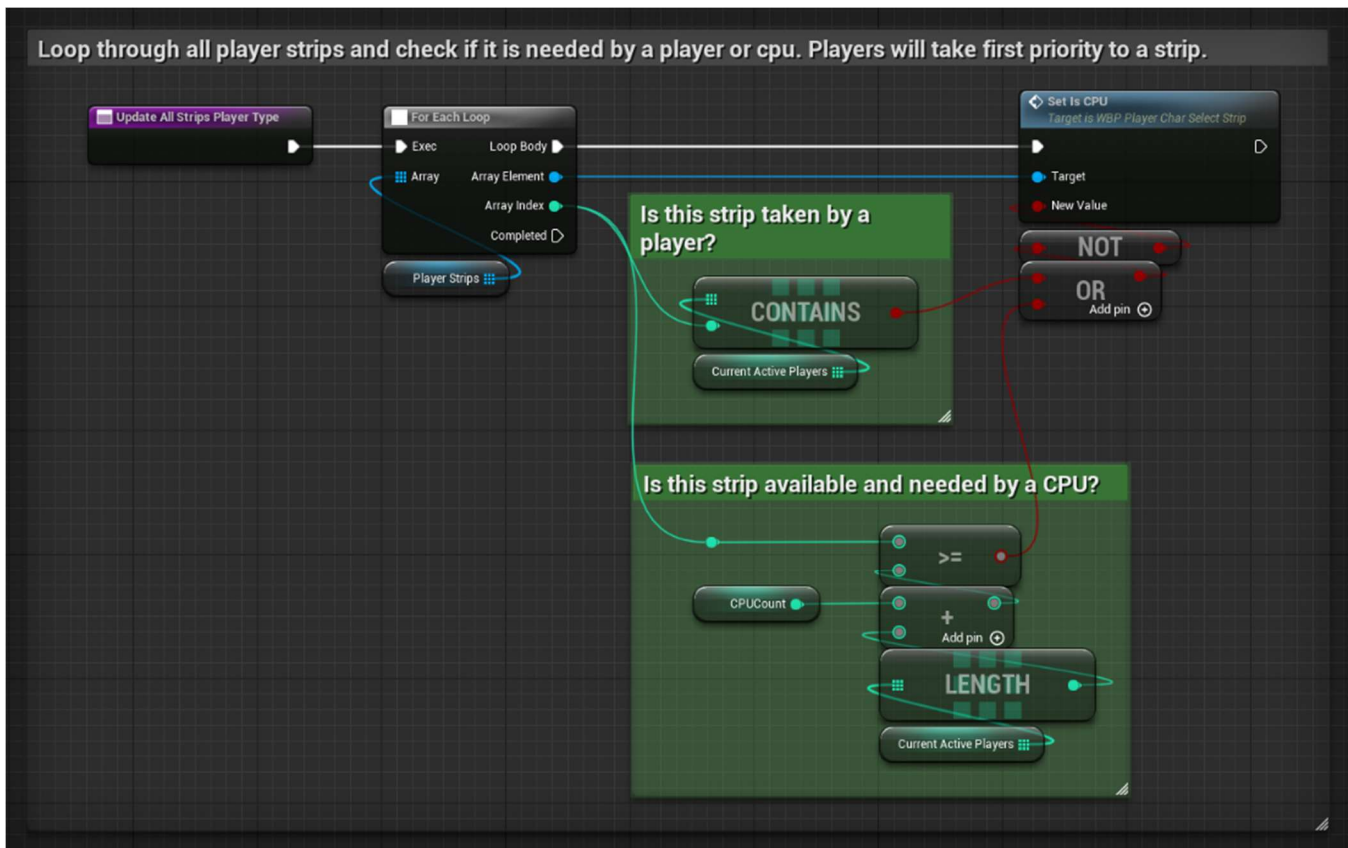 Loop through all player strips and check if it is needed by a player or cpu. Players will take first priority to a strip.
Update All Strips Player Type
For Each Loop
Exec
Loop Body
Array
Array Element
Array Index
Completed
Player Strips
Set Is CPU
Target is WBP Player Char Select Strip
Target
New Value
NOT
OR
Add pin
Is this strip taken by a
player?
CONTAINS
Current Active Players
Is this strip available and needed by a CPU?
>=
CPUCount
+
Add pin
LENGTH
Current Active Players